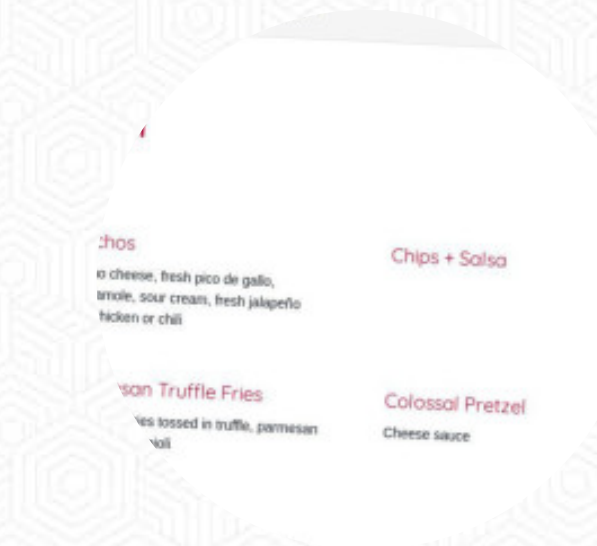 chos
Chips + Salsa
o cheese, fresh pico de gallo,
amole, sour cream, fresh jalapeño
hicken or chili
san Truffle Fries
Colossal Pretzel
ies tossed in truffle, parmesan
Cheese sauce
ioli